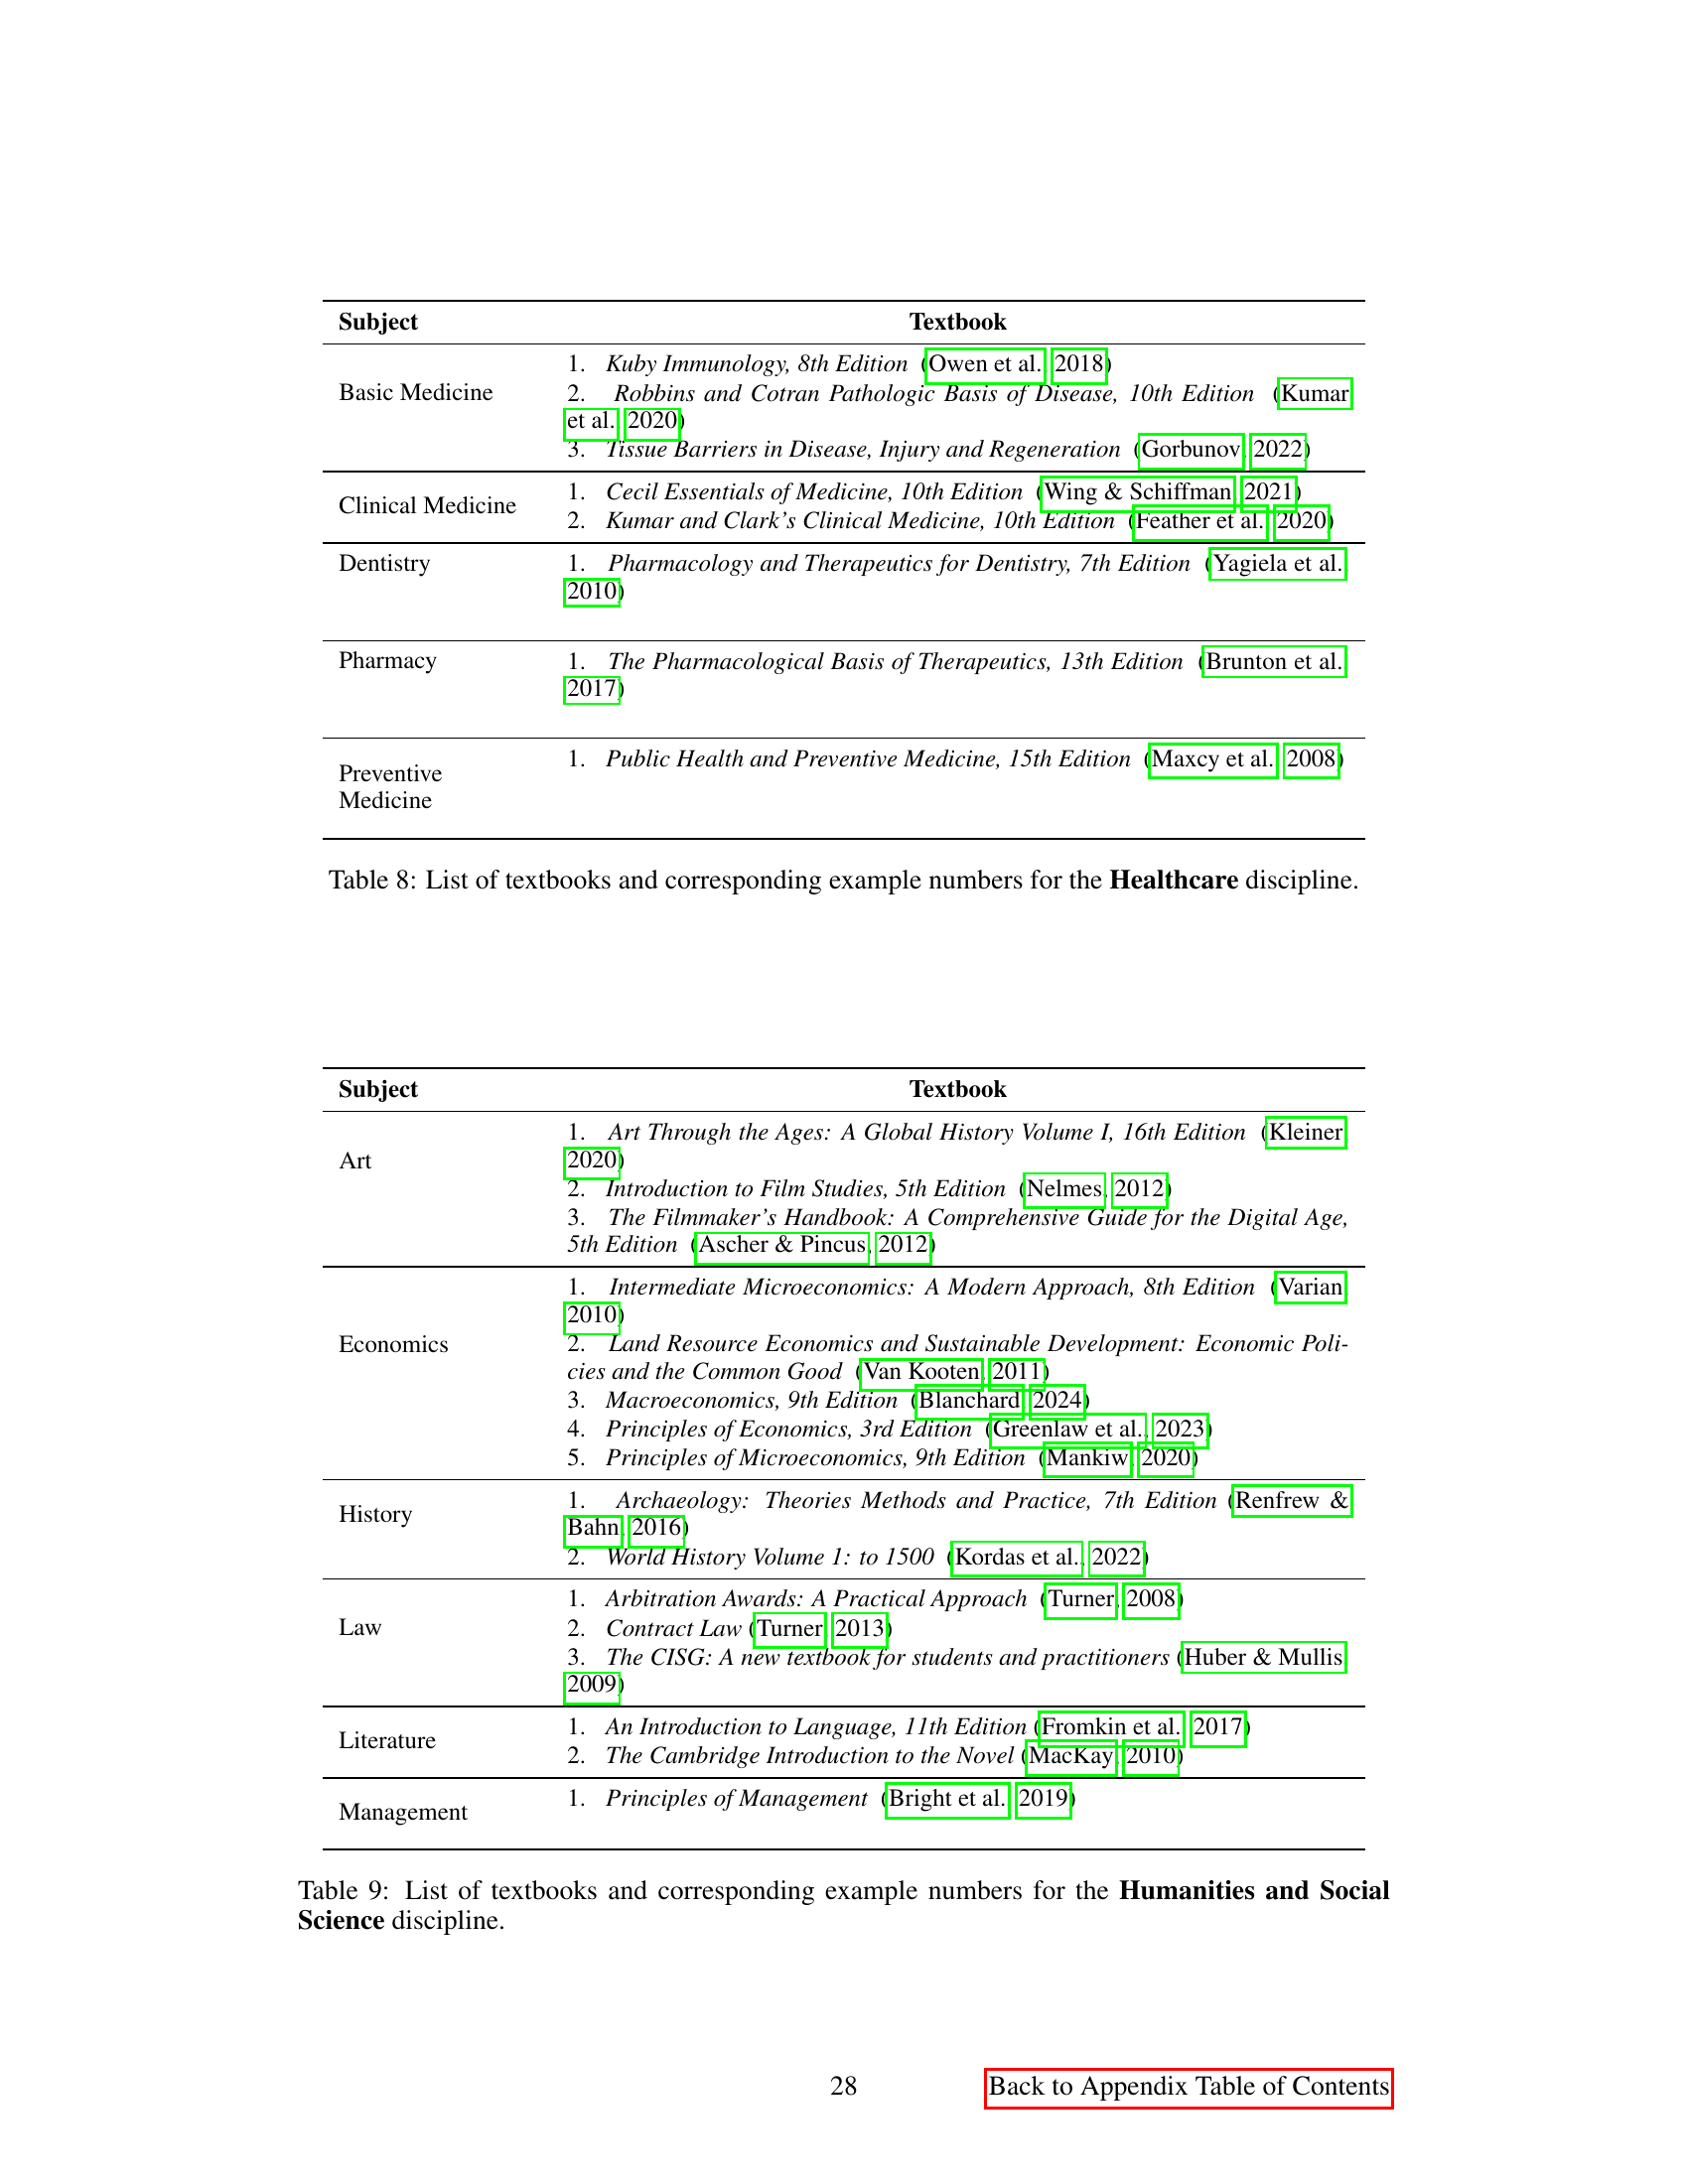 Subject Textbook
1. Kuby Immunology, 8th Edition (Owen et al., 2018)
Basic Medicine 2. Robbins and Cotran Pathologic Basis of Disease, 10th Edition (Kumar
et al., 2020)
3. Tissue Barriers in Disease, Injury and Regeneration (Gorbunov, 2022)
1. Cecil Essentials of Medicine, 10th Edition (Wing & Schiffman, 2021)
Clinical Medicine
2. Kumar and Clark's Clinical Medicine, 10th Edition (Feather et al., 2020)
Dentistry 1. Pharmacology and Therapeutics for Dentistry, 7th Edition (Yagiela et al.,
2010)
Pharmacy 1. The Pharmacological Basis of Therapeutics, 13th Edition (Brunton et al.,
2017)
1. Public Health and Preventive Medicine, 15th Edition (Maxcy et al., 2008)
Preventive
Medicine
Table 8: List of textbooks and corresponding example numbers for the Healthcare discipline.
Subject Textbook
1. Art Through the Ages: A Global History Volume I, 16th Edition (Kleiner,
Art 2020)
2. Introduction to Film Studies, 5th Edition (Nelmes, 2012)
3. The Filmmaker's Handbook: A Comprehensive Guide for the Digital Age,
5th Edition (Ascher & Pincus, 2012)
1. Intermediate Microeconomics: A Modern Approach, 8th Edition (Varian,
2010)
Economics 2. Land Resource Economics and Sustainable Development: Economic Poli-
cies and the Common Good (Van Kooten, 2011)
3. Macroeconomics, 9th Edition (Blanchard, 2024)
4. Principles of Economics, 3rd Edition (Greenlaw et al., 2023)
5. Principles of Microeconomics, 9th Edition (Mankiw, 2020)
1. Archaeology: Theories Methods and Practice, 7th Edition (Renfrew &
History
Bahn, 2016)
2. World History Volume 1: to 1500 (Kordas et al., 2022)
1. Arbitration Awards: A Practical Approach (Turner, 2008)
Law 2. Contract Law (Turner, 2013)
3. The CISG: A new textbook for students and practitioners (Huber & Mullis,
2009)
1. An Introduction to Language, 11th Edition (Fromkin et al., 2017)
Literature
2. The Cambridge Introduction to the Novel (MacKay, 2010)
1. Principles of Management (Bright et al., 2019)
Management
Table 9: List of textbooks and corresponding example numbers for the Humanities and Social
Science discipline.
28 Back to Appendix Table of Contents